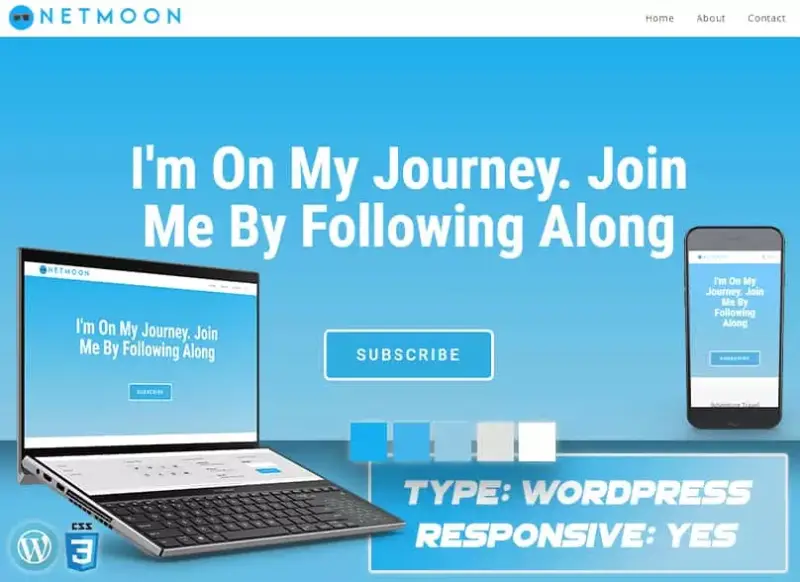 NETMOON
Home About Contact
I'm On My Journey. Join
Me By Following Along
SUBSCRIBE
NETMOON
I'm On My Journey. Join
Me By Following Along
SUBSCRIBE
NETMOON
I'm On My
Journey. Join
Me By
Following
Along
SUBSCRIBE
Adventure Travel
TYPE: WORDPRESS
RESPONSIVE: YES
CSS
3